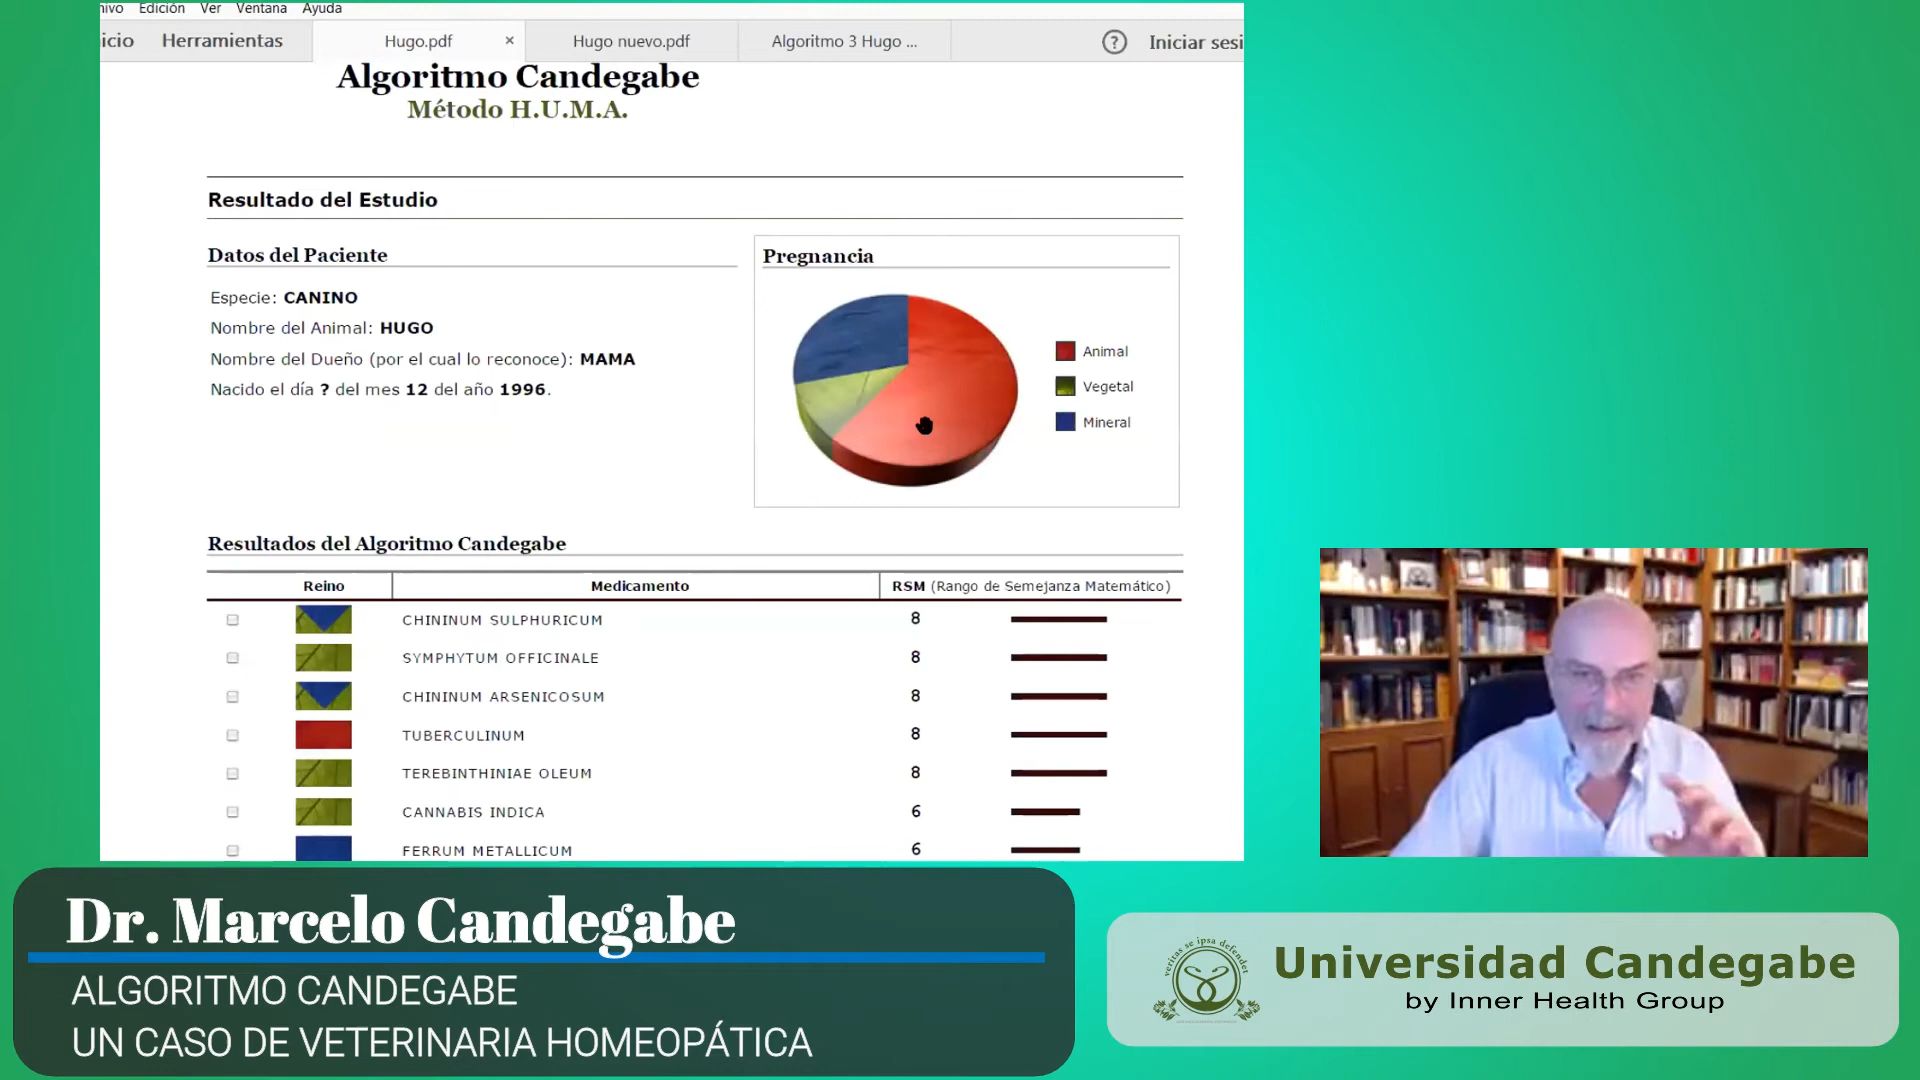 Edición Ver Ventana Ayuda
Herramientas Hugo.pdf × Hugo nuevo.pdf Algoritmo 3 Hugo ... ? Iniciar sesi
Algoritmo Candegabe
Método H.U.M.A.
Resultado del Estudio
Datos del Paciente
Especie: CANINO
Nombre del Animal: HUGO
Nombre del Dueño (por el cual lo reconoce): MAMA
Nacido el día ? del mes 12 del año 1996.
Pregnancia
Animal
Vegetal
Mineral
Resultados del Algoritmo Candegabe
Reino Medicamento RSM (Rango de Semejanza Matemático)
CHININUM SULPHURICUM 8
SYMPHYTUM OFFICINALE 8
CHININUM ARSENICOSUM 8
TUBERCULINUM 8
TEREBINTHINIAE OLEUM 8
CANNABIS INDICA 6
FERRUM METALLICUM 6
Dr. Marcelo Candegabe
ALGORITMO CANDEGABE
UN CASO DE VETERINARIA HOMEOPÁTICA
veritas se ipsa defendet
Universidad Candegabe
by Inner Health Group